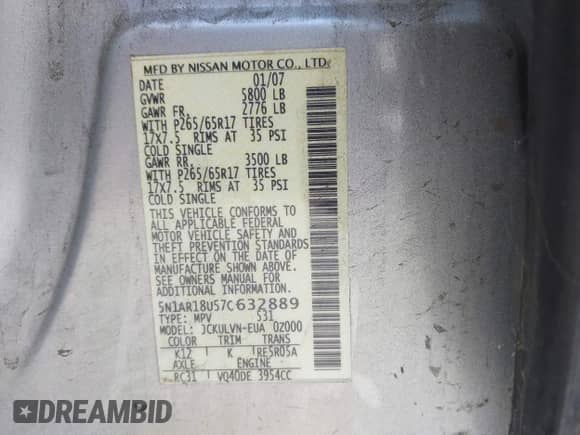 MFD BY NISSAN MOTOR CO., LTD.
DATE 01/07
GVWR 5800 LB
GAWR FR. 2776 LB
WITH P265/65R17 TIRES
17X7.5 RIMS AT 35 PSI
COLD SINGLE
GAWR RR. 3500 LB
WITH P265/65R17 TIRES
17X7.5 RIMS AT 35 PSI
COLD SINGLE
THIS VEHICLE CONFORMS TO
ALL APPLICABLE FEDERAL
MOTOR VEHICLE SAFETY AND
THEFT PREVENTION STANDARDS
IN EFFECT ON THE DATE OF
MANUFACTURE SHOWN ABOVE.
SEE OWNERS MANUAL FOR
ADDITIONAL INFORMATION.
5N1AR18U57C632889
TYPE: MPV 531
MODEL: JCKULVN-EUA 02000
COLOR TRIM TRANS
K12 K RE5R05A
AXLE ENGINE
RC31 VQ40DE 3954CC
DREAMBID